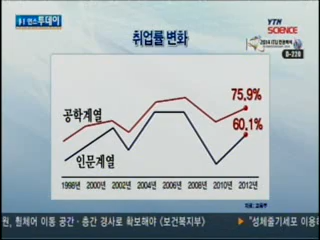 투데이
YTN
SCIENCE
D-226
취업률 변화
75.9%
60.1%
공학계열
인문계열
1998년 2000년 2002년 2004년 2006년 2008년 2010년 2012년
자료: 교육부
원, 휠체어 이동 공간·층간 경사로 확보해야 (보건복지부) ▶ "성체줄기세포 이용해